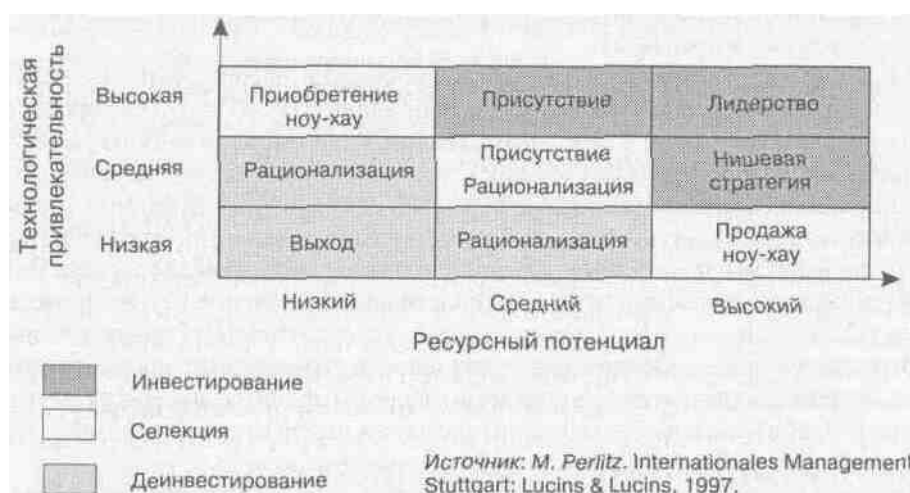 Технологическая
привлекательность
Высокая
Приобретение
ноу-хау
Присутствие
Лидерство
Средняя
Рационализация
Присутствие
Рационализация
Нишевая
стратегия
Низкая
Выход
Рационализация
Продажа
ноу-хау
Низкий
Средний
Высокий
Ресурсный потенциал
Инвестирование
Селекция
Деинвестирование
Источник: M. Perlitz. Internationales Management
Stuttgart: Lucins & Lucins, 1997.